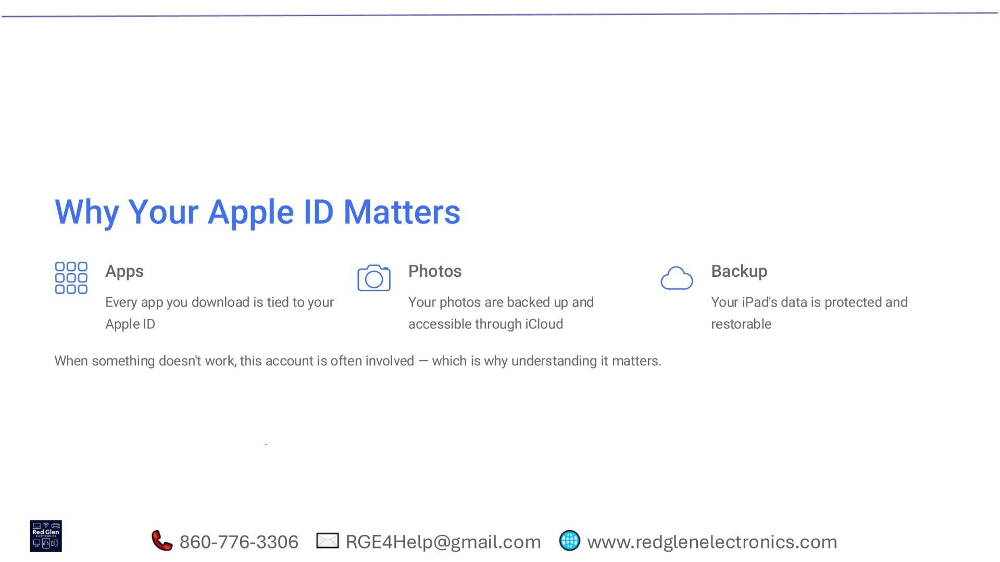 Why Your Apple ID Matters
Apps
Every app you download is tied to your
Apple ID
Photos
Your photos are backed up and
accessible through iCloud
Backup
Your iPad's data is protected and
restorable
When something doesn't work, this account is often involved — which is why understanding it matters.
.
Red Glen
ELECTRONICS
860-776-3306
RGE4Help@gmail.com
www.redglenelectronics.com